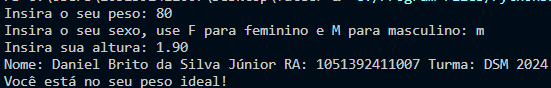 Insira o seu peso: 80
Insira o seu sexo, use F para feminino e M para masculino: m
Insira sua altura: 1.90
Nome: Daniel Brito da Silva Júnior RA: 1051392411007 Turma: DSM 2024
Você está no seu peso ideal!